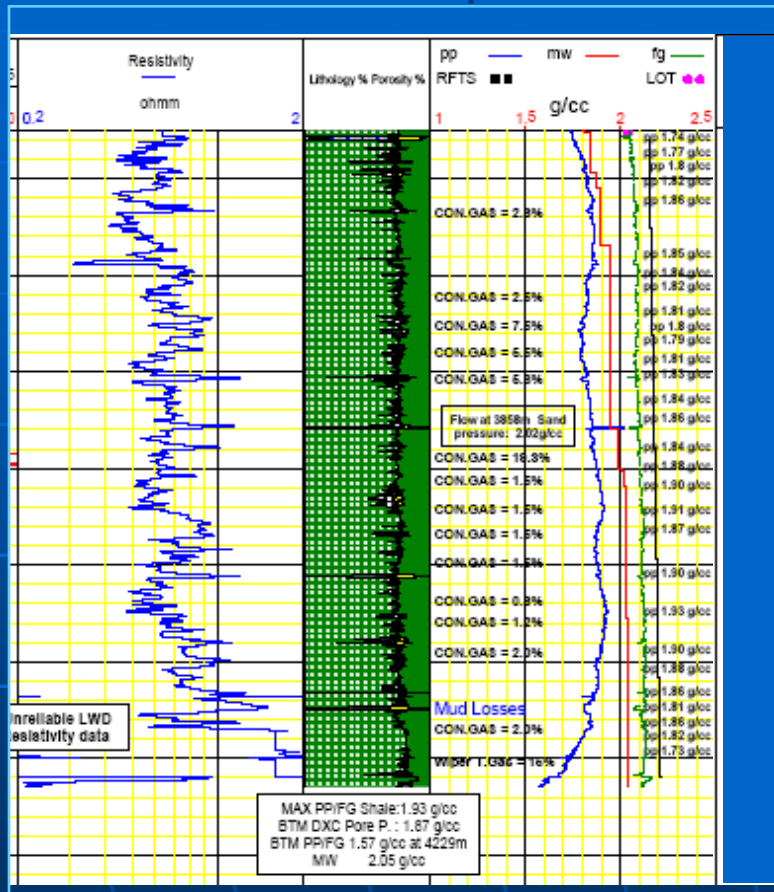 Resistivity
ohmm
0.2 2
Lithology % Porosity %
pp mw fg
RFTS LOT
g/cc
1 1,5 2 2,5
pp 1.74 g/cc
pp 1.77 g/cc
pp 1.8 g/cc
pp 1.82 g/cc
pp 1.86 g/cc
CON.GAS = 2.3%
pp 1.85 g/cc
pp 1.84 g/cc
pp 1.82 g/cc
CON.GAS = 2.5%
pp 1.81 g/cc
CON.GAS = 7.5%
pp 1.8 g/cc
pp 1.79 g/cc
CON.GAS = 5.5%
pp 1.81 g/cc
pp 1.83 g/cc
CON.GAS = 5.3%
pp 1.84 g/cc
pp 1.86 g/cc
Flow at 3858m Sand
pressure: 2.02g/cc
pp 1.84 g/cc
CON.GAS = 18.3%
pp 1.88 g/cc
CON.GAS = 1.5%
pp 1.90 g/cc
CON.GAS = 1.5%
pp 1.91 g/cc
pp 1.87 g/cc
CON.GAS = 1.5%
CON.GAS = 1.5%
pp 1.90 g/cc
CON.GAS = 0.8%
pp 1.93 g/cc
CON.GAS = 1.2%
CON.GAS = 2.0%
pp 1.90 g/cc
pp 1.88 g/cc
pp 1.86 g/cc
Mud Losses
pp 1.81 g/cc
Unreliable LWD
resistivity data
CON.GAS = 2.0%
pp 1.86 g/cc
pp 1.82 g/cc
pp 1.73 g/cc
Wiper T.Gas = 16%
MAX PP/FG Shale:1.93 g/cc
BTM DXC Pore P. : 1.87 g/cc
BTM PP/FG 1.57 g/cc at 4229m
MW 2.05 g/cc